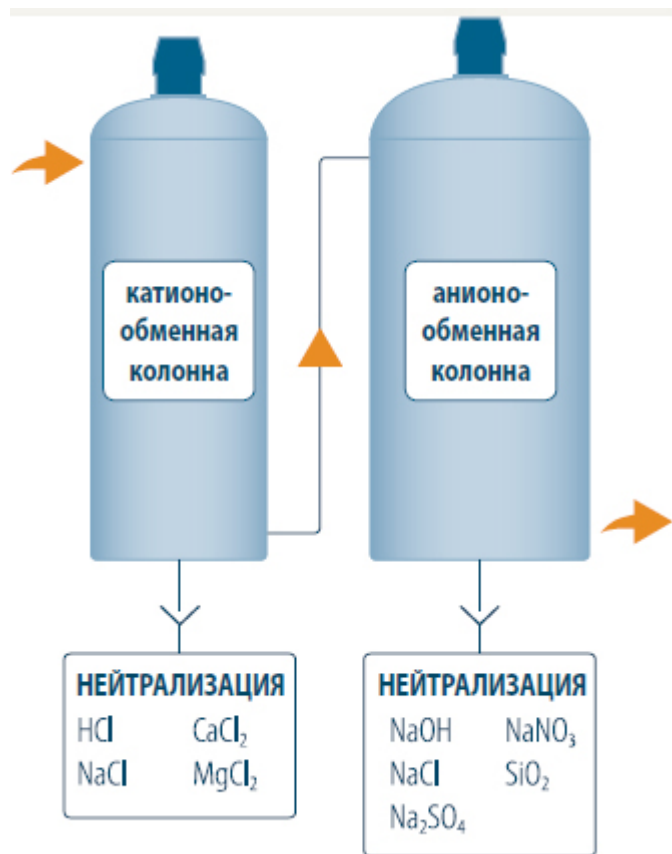 катионо-
обменная
колонна
анионо-
обменная
колонна
НЕЙТРАЛИЗАЦИЯ
HCl CaCl₂
NaCl MgCl₂
НЕЙТРАЛИЗАЦИЯ
NaOH NaNO₃
NaCl SiO₂
Na₂SO₄